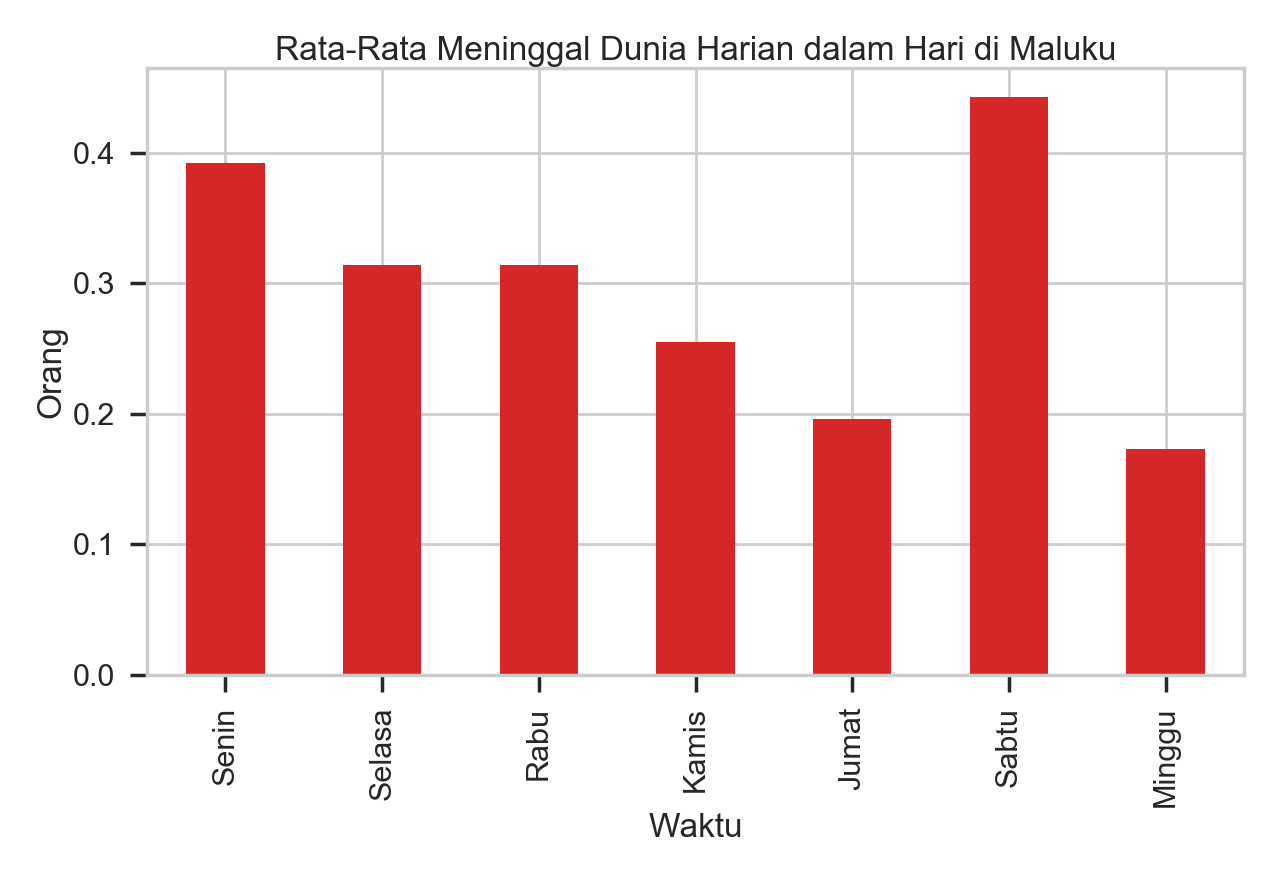 Rata-Rata Meninggal Dunia Harian dalam Hari di Maluku
Orang
0.4
0.3
0.2
0.1
0.0
Senin
Selasa
Rabu
Kamis
Jumat
Sabtu
Minggu
Waktu